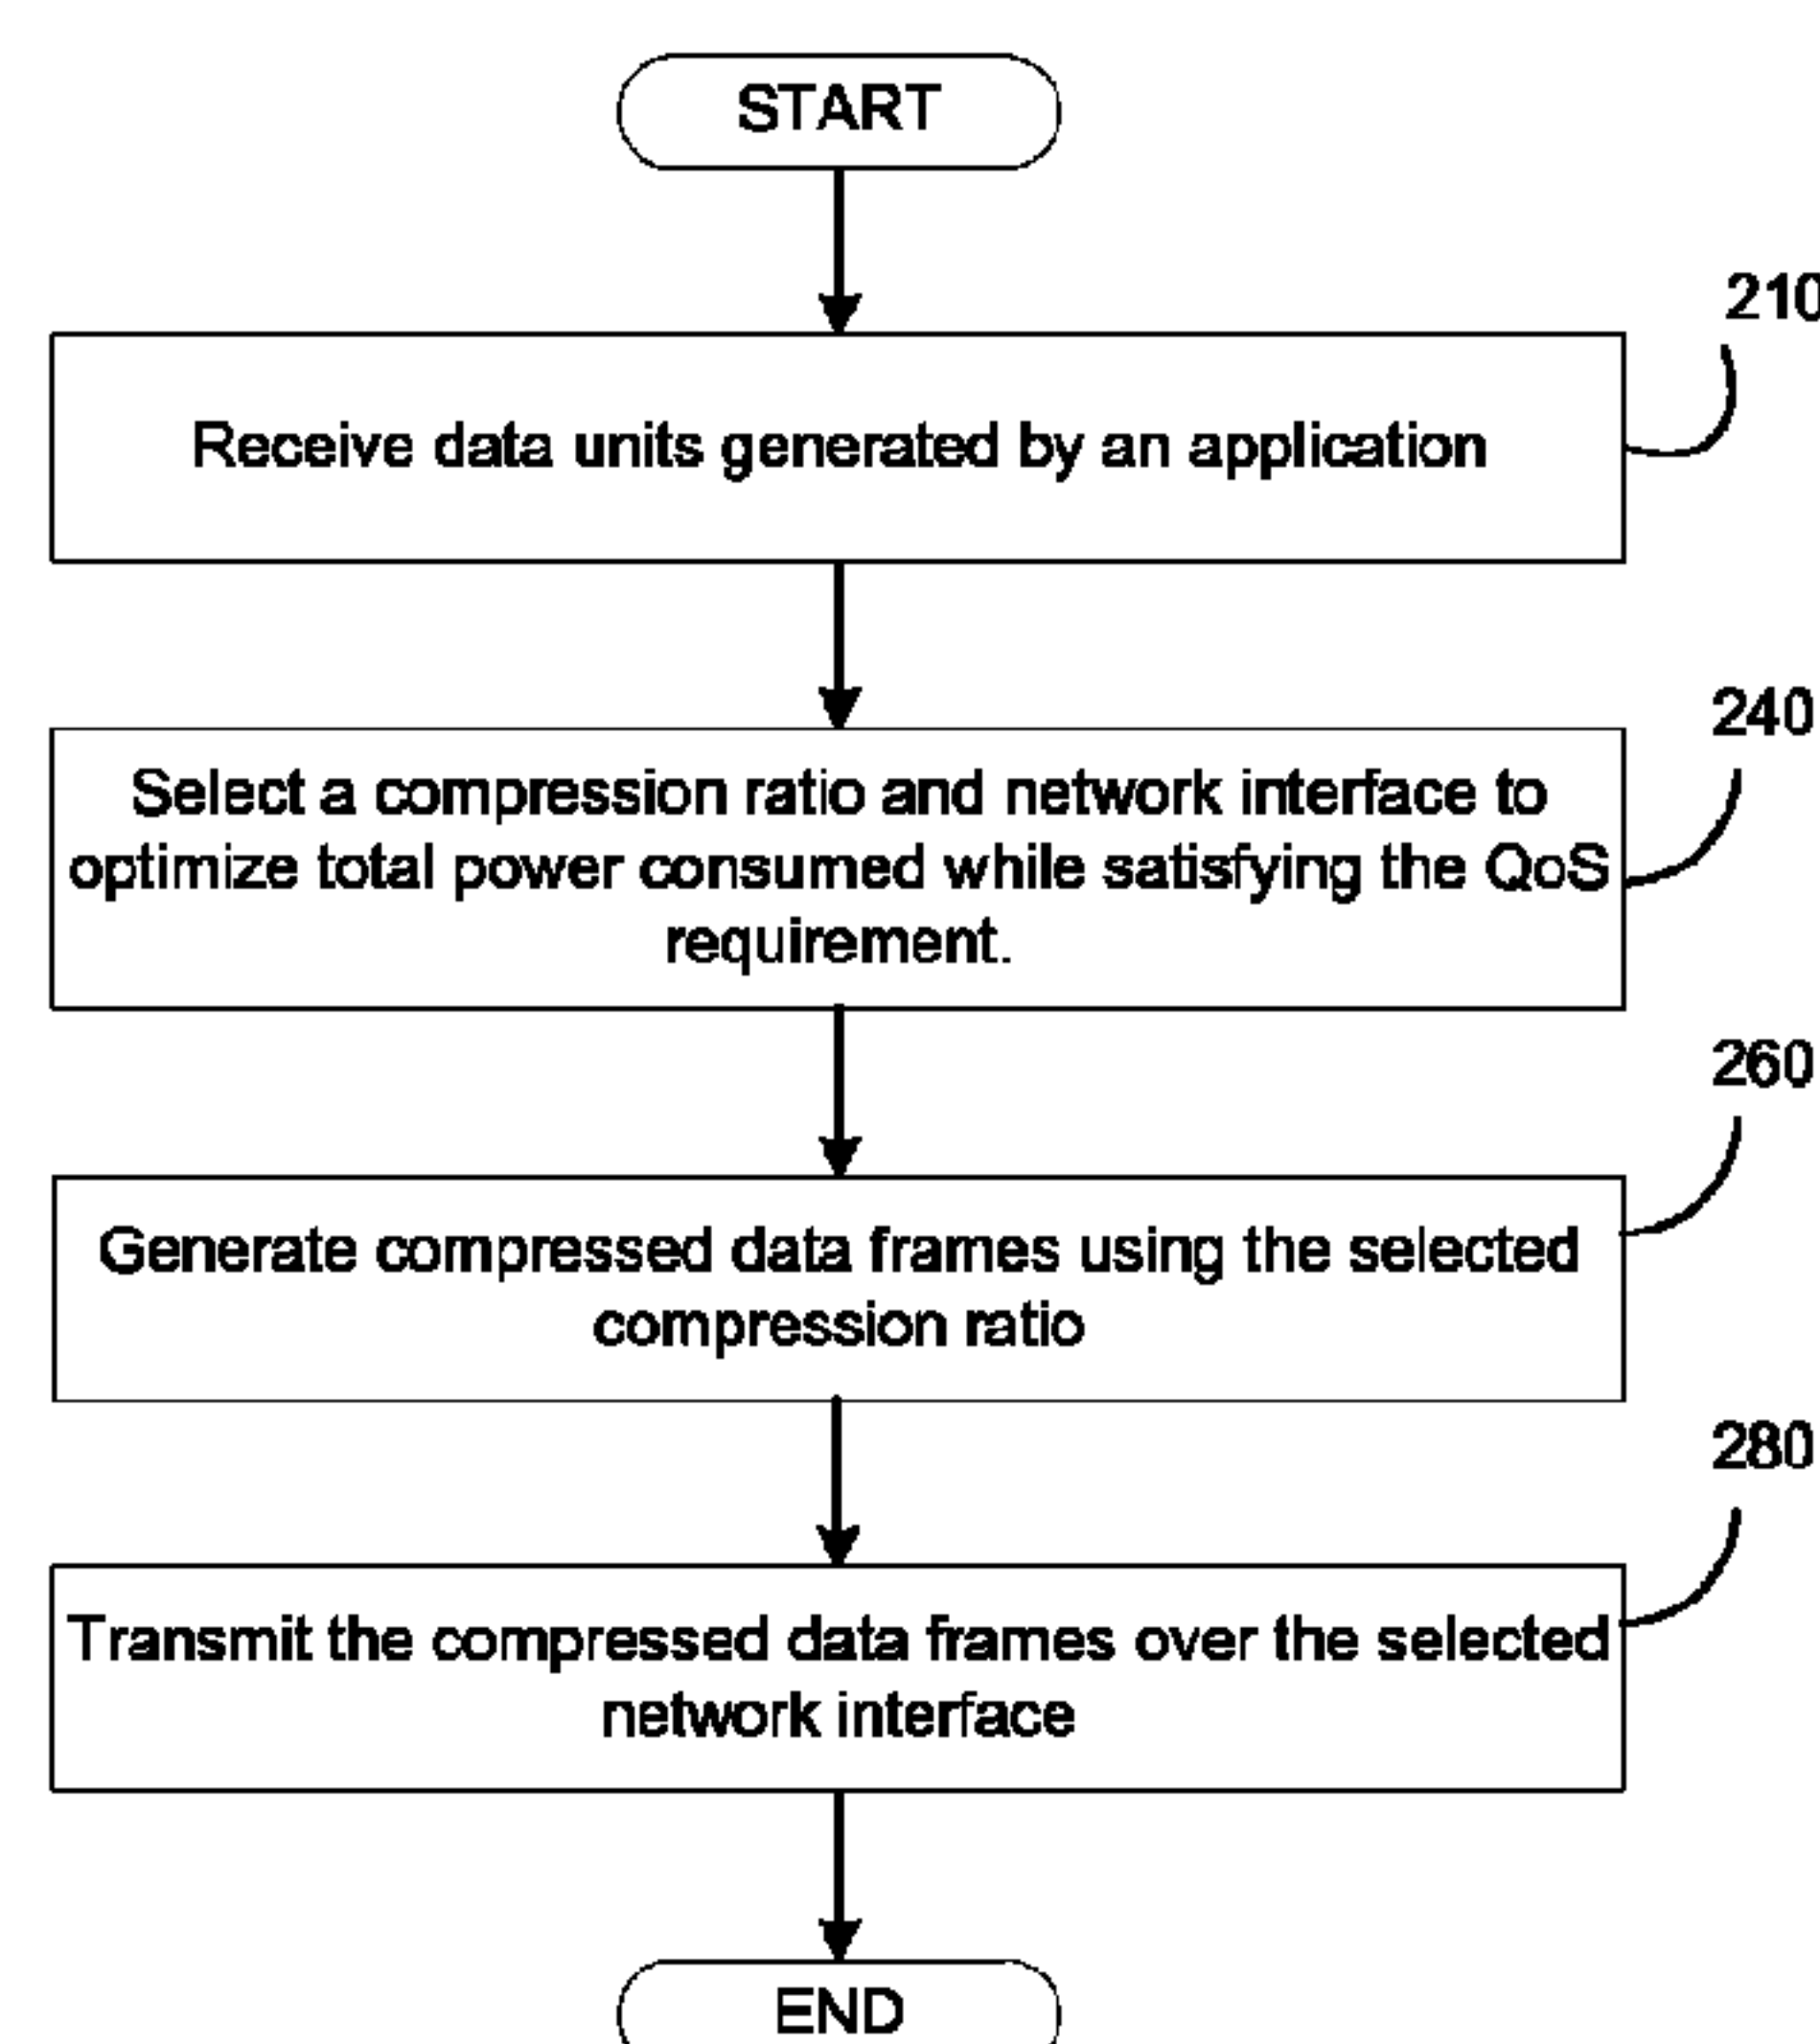 START
210
Receive data units generated by an application
240
Select a compression ratio and network interface to
optimize total power consumed while satisfying the QoS
requirement.
260
Generate compressed data frames using the selected
compression ratio
280
Transmit the compressed data frames over the selected
network interface
END